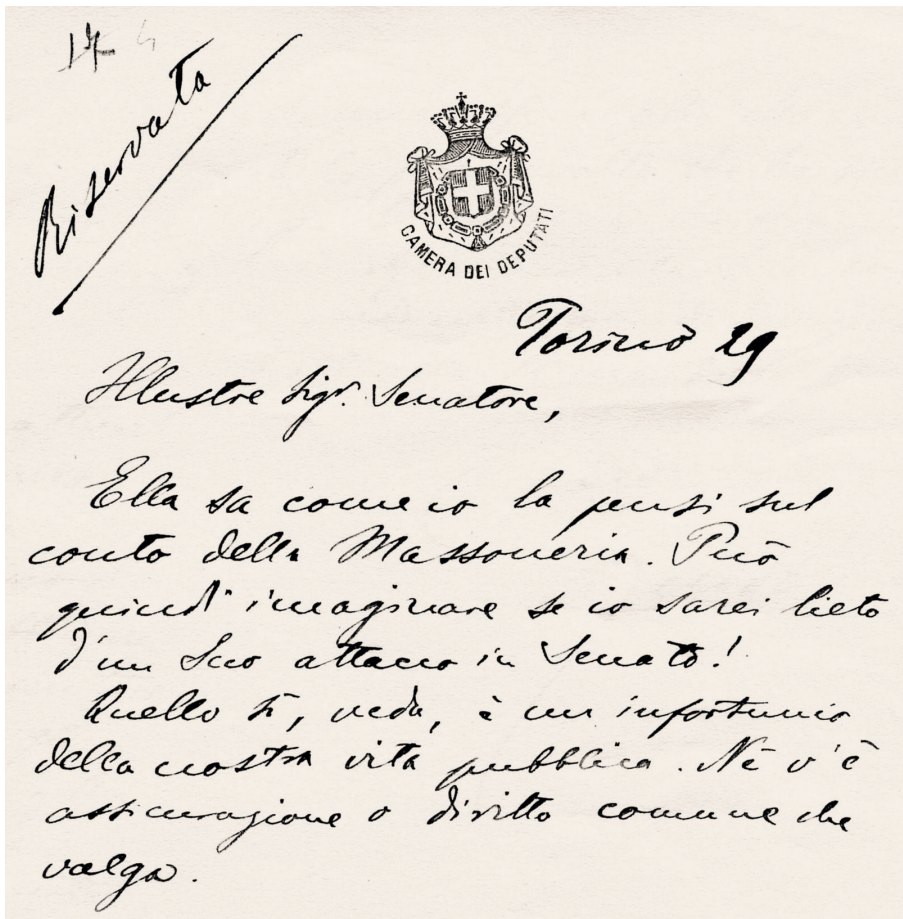 17
Riservata
CAMERA DEI DEPUTATI
Torino 29
Illustre Sigr. Senatore,
Ella sa come io la pensi sul
conto della Massoneria. Può
quindi imaginare se io sarei lieto
d'un Suo attacco in Senato!
Quello sì, veda, è un infortunio
della nostra vita pubblica. Nè v'è
assicurazione o diritto comune che
valga.